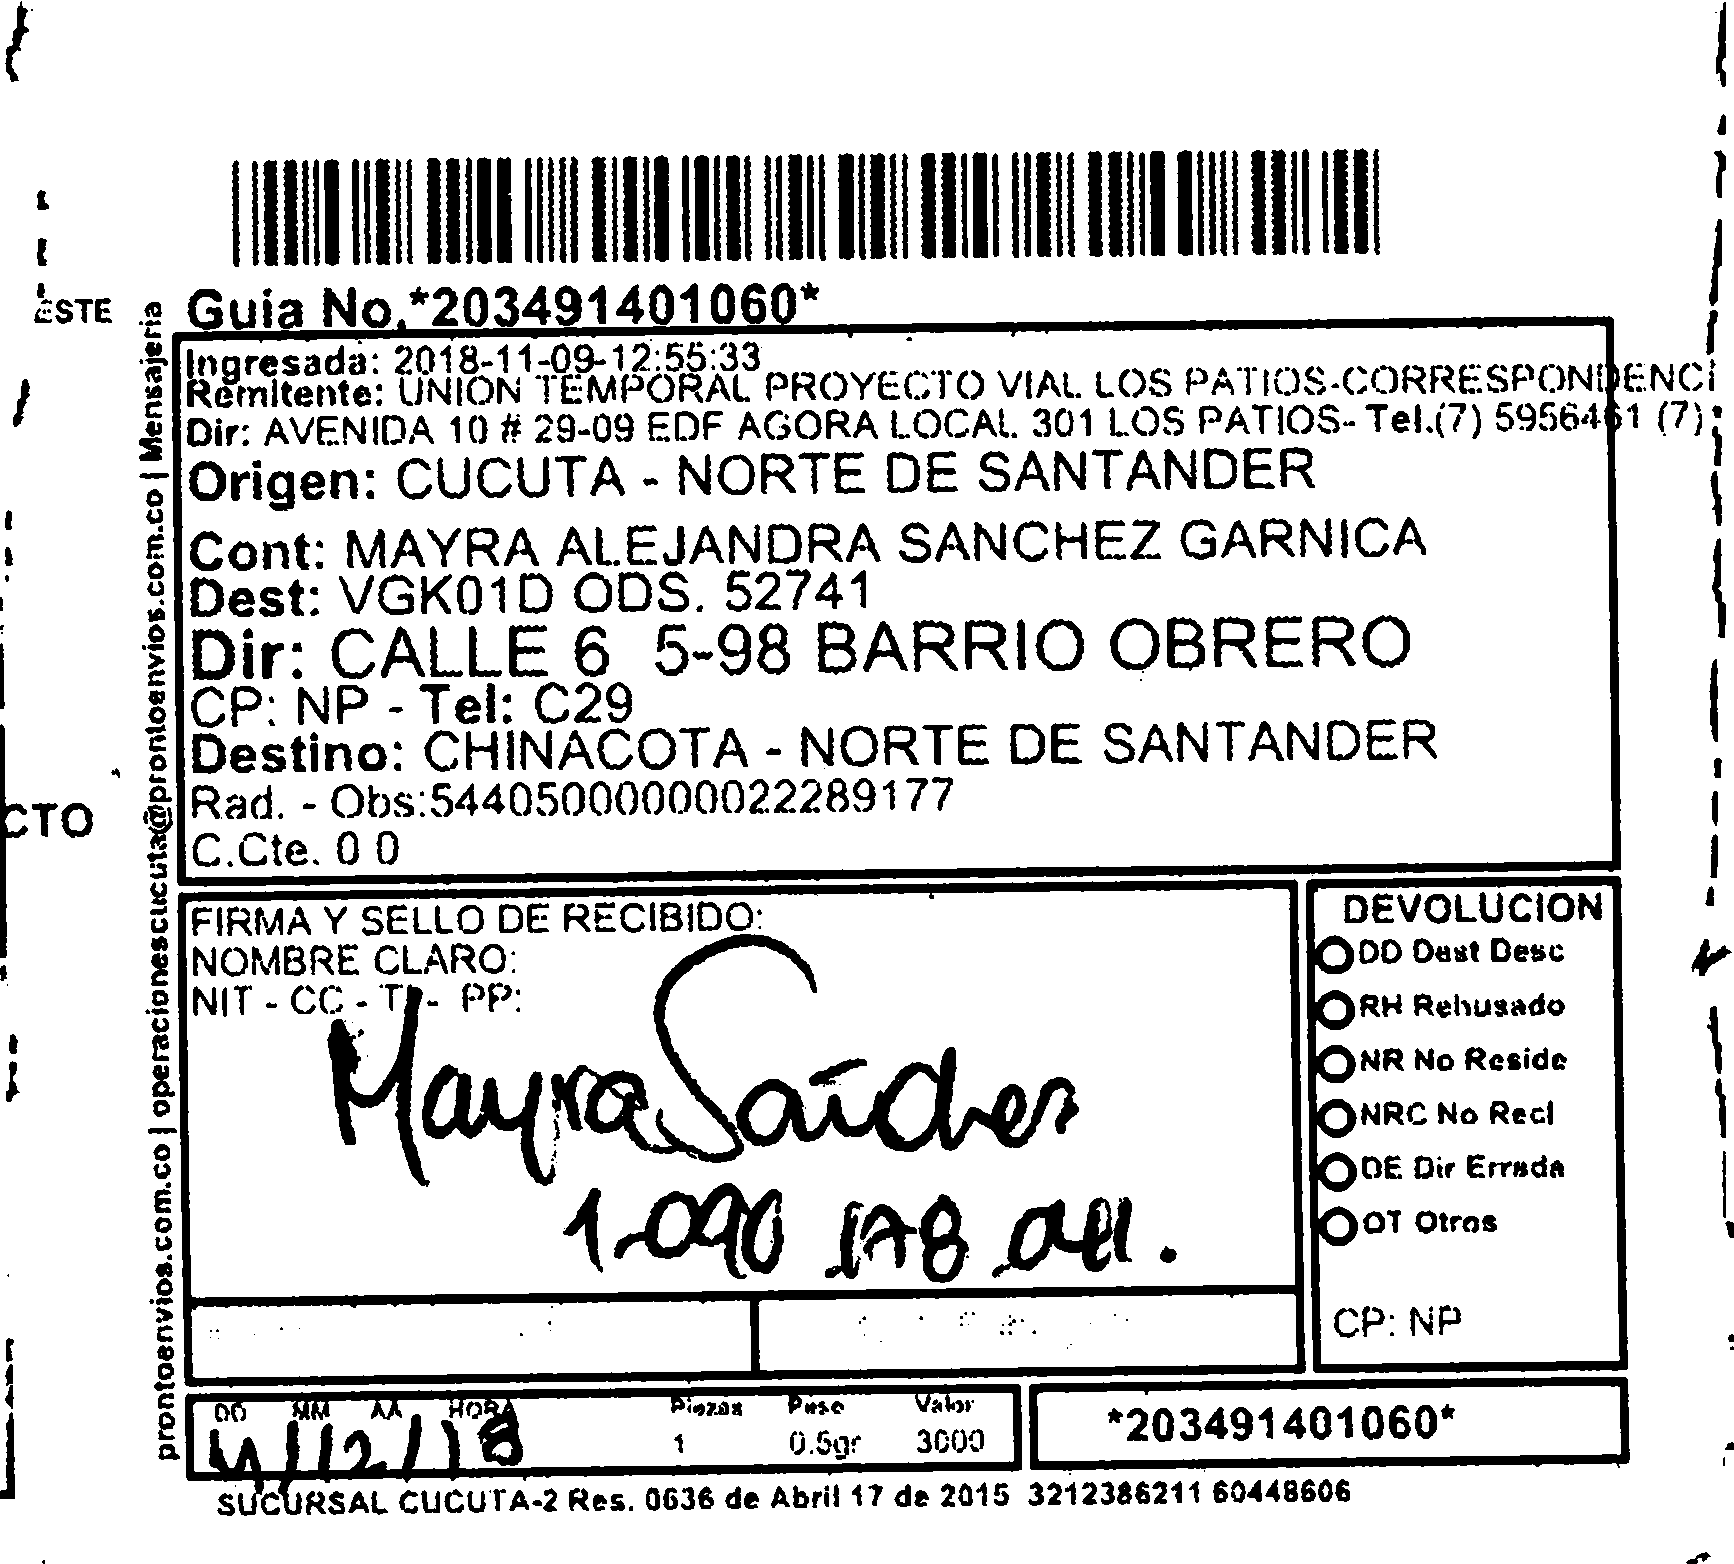 Guia No.*203491401060*
ESTE
Ingresada: 2018-11-09-12:55:33
Remitente: UNION TEMPORAL PROYECTO VIAL LOS PATIOS-CORRESPONDENCI
Dir: AVENIDA 10 # 29-09 EDF AGORA LOCAL 301 LOS PATIOS- Tel.(7) 5956461 (7)
Origen: CUCUTA - NORTE DE SANTANDER
Cont: MAYRA ALEJANDRA SANCHEZ GARNICA
Dest: VGK01D ODS. 52741
Dir: CALLE 6 5-98 BARRIO OBRERO
CP: NP - Tel: C29
Destino: CHINACOTA - NORTE DE SANTANDER
Rad. - Obs:
C.Cte. 0 0
CTO
prontoenvios.com.co | operacionescucuta@prontoenvios.com.co | Mensajeria
FIRMA Y SELLO DE RECIBIDO:
NOMBRE CLARO:
NIT - CC - TI - PP:
Mayra Sánchez
1.090
DEVOLUCION
DD Dest Desc
RH Rehusado
NR No Reside
NRC No Recl
DE Dir Errada
OT Otros
CP: NP
DD MM AA HORA
/12/18
Piezas Peso Valor
1 0.5gr 3000
*203491401060*
SUCURSAL CUCUTA-2 Res. 0636 de Abril 17 de 2015 3212386211 60448606